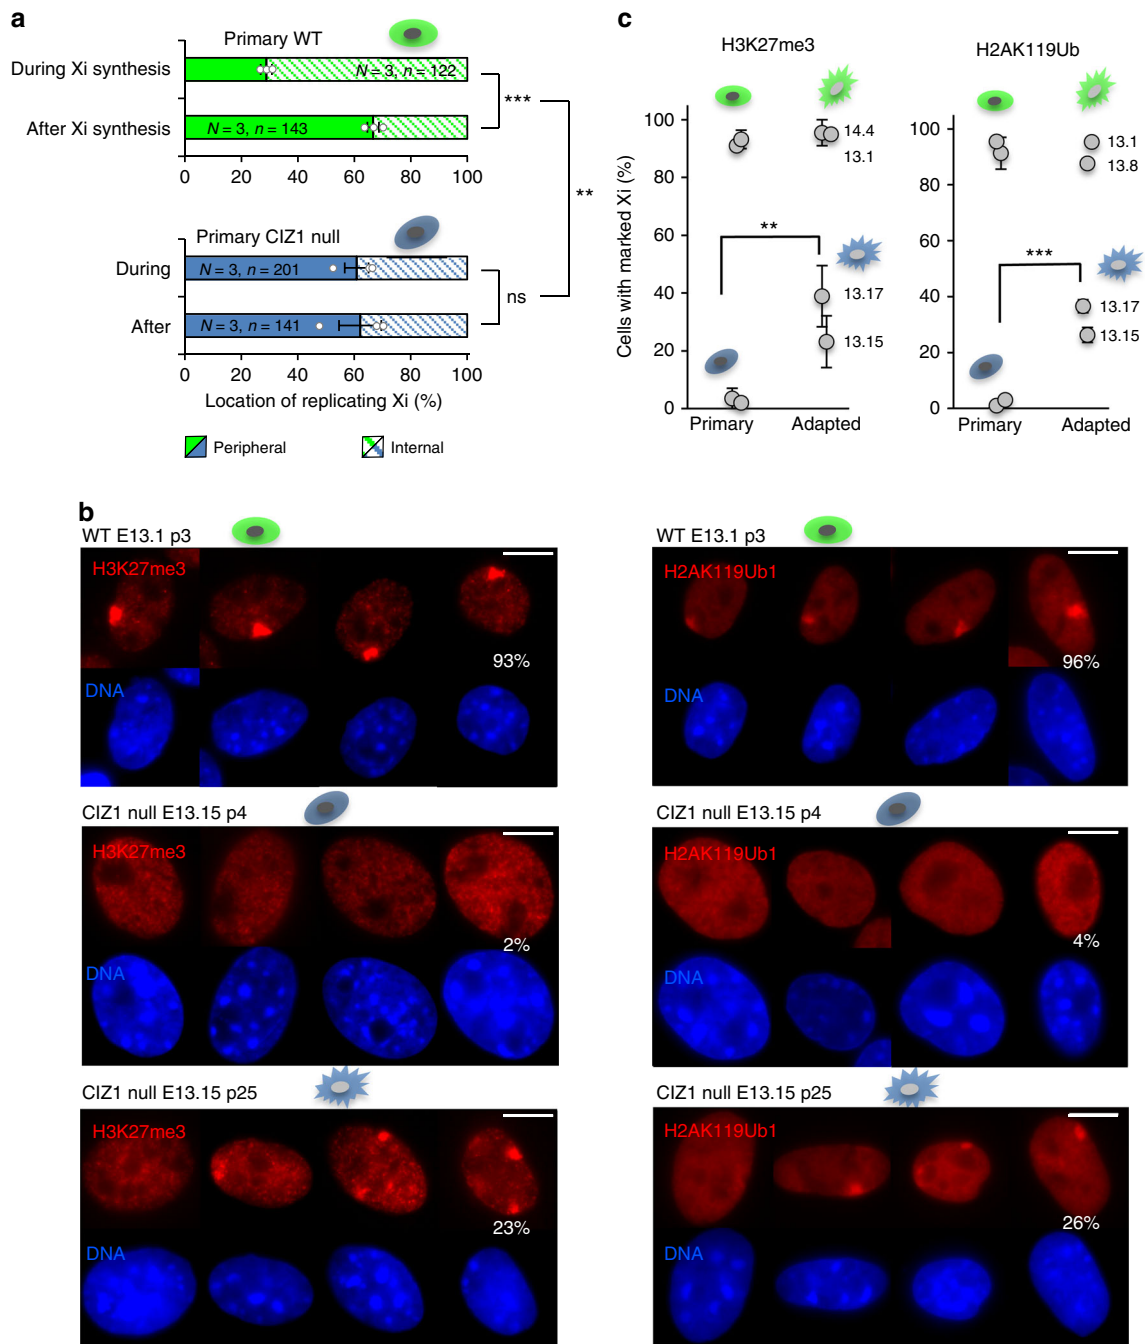 a
Primary WT
During Xi synthesis
N = 3, n = 122
***
After Xi synthesis
N = 3, n = 143
0 20 40 60 80 100
**
Primary CIZ1 null
During
N = 3, n = 201
ns
After
N = 3, n = 141
0 20 40 60 80 100
Location of replicating Xi (%)
Peripheral
Internal
c
H3K27me3
Cells with marked Xi (%)
100
80
60
40
20
0
14.4
13.1
**
13.17
13.15
Primary
Adapted
H2AK119Ub
100
80
60
40
20
0
13.1
13.8
***
13.17
13.15
Primary
Adapted
b
WT E13.1 p3
H3K27me3
93%
DNA
WT E13.1 p3
H2AK119Ub1
96%
DNA
CIZ1 null E13.15 p4
H3K27me3
2%
DNA
CIZ1 null E13.15 p4
H2AK119Ub1
4%
DNA
CIZ1 null E13.15 p25
H3K27me3
23%
DNA
CIZ1 null E13.15 p25
H2AK119Ub1
26%
DNA